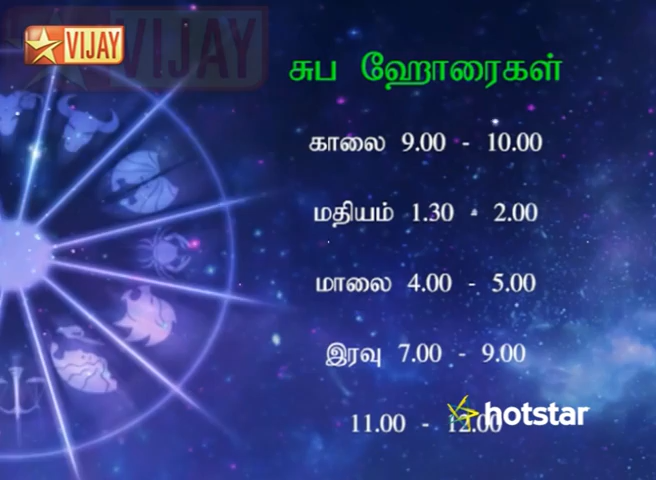 VIJAY
VIJAY
சுப ஹோரைகள்
காலை 9.00 - 10.00
மதியம் 1.30 - 2.00
மாலை 4.00 - 5.00
இரவு 7.00 - 9.00
11.00 - 12.00
hotstar